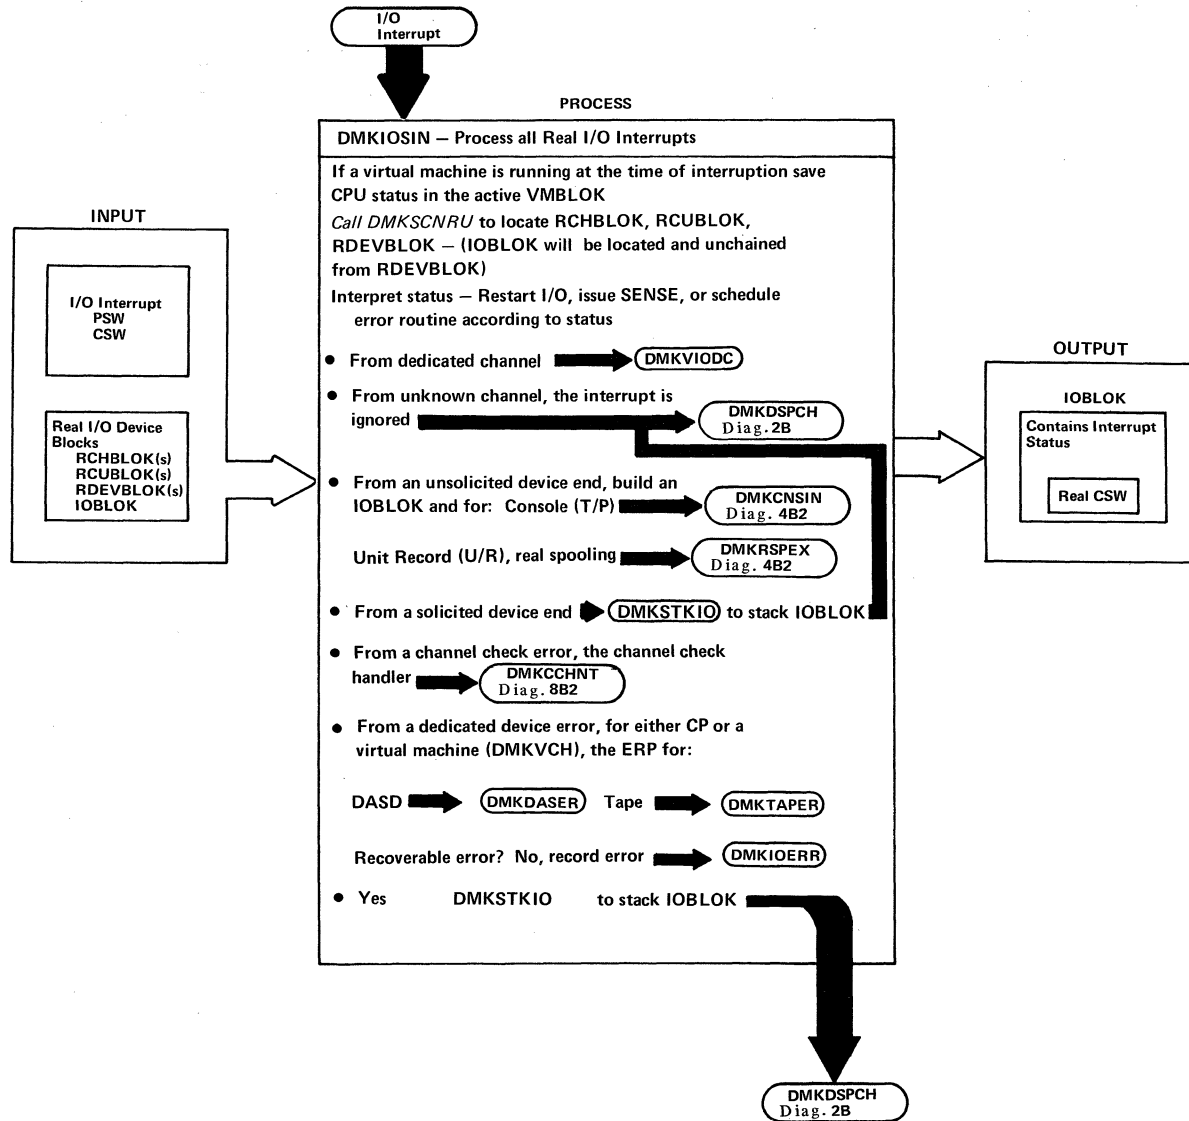 I/O
Interrupt
PROCESS
DMKIOSIN — Process all Real I/O Interrupts
If a virtual machine is running at the time of interruption save
CPU status in the active VMBLOK
Call DMKSCNRU to locate RCHBLOK, RCUBLOK,
RDEVBLOK — (IOBLOK will be located and unchained
from RDEVBLOK)
Interpret status — Restart I/O, issue SENSE, or schedule
error routine according to status
INPUT
I/O Interrupt
PSW
CSW
Real I/O Device
Blocks
RCHBLOK(s)
RCUBLOK(s)
RDEVBLOK(s)
IOBLOK
• From dedicated channel DMKVIODC
• From unknown channel, the interrupt is
ignored DMKDSPCH
Diag. 2B
• From an unsolicited device end, build an
IOBLOK and for: Console (T/P) DMKCNSIN
Diag. 4B2
Unit Record (U/R), real spooling DMKRSPEX
Diag. 4B2
• From a solicited device end DMKSTKIO to stack IOBLOK
• From a channel check error, the channel check
handler DMKCCHNT
Diag. 8B2
• From a dedicated device error, for either CP or a
virtual machine (DMKVCH), the ERP for:
DASD DMKDASER Tape DMKTAPER
Recoverable error? No, record error DMKIOERR
• Yes DMKSTKIO to stack IOBLOK
OUTPUT
IOBLOK
Contains Interrupt
Status
Real CSW
DMKDSPCH
Diag. 2B